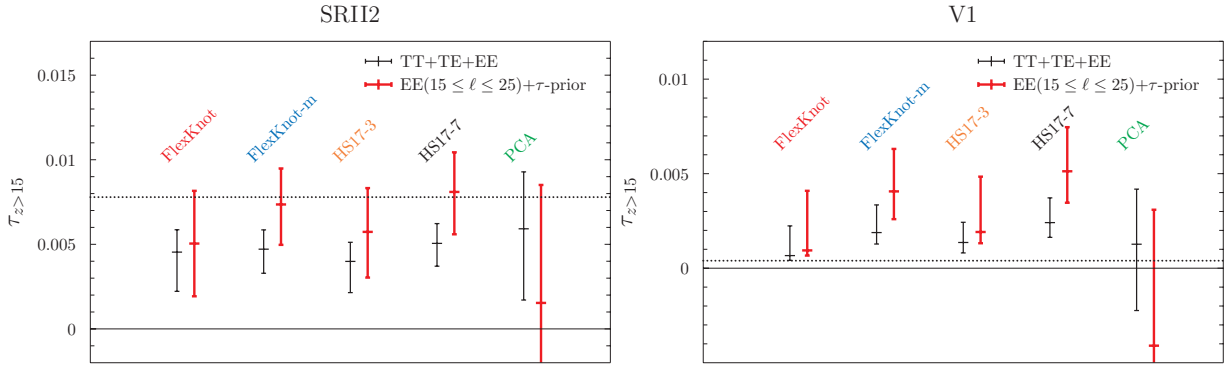 SRII2
0.015
0.01
0.005
0
τz>15
TT+TE+EE
EE(15 ≤ ℓ ≤ 25)+τ-prior
FlexKnot
FlexKnot-m
HS17-3
HS17-7
PCA
V1
0.01
0.005
0
τz>15
TT+TE+EE
EE(15 ≤ ℓ ≤ 25)+τ-prior
FlexKnot
FlexKnot-m
HS17-3
HS17-7
PCA